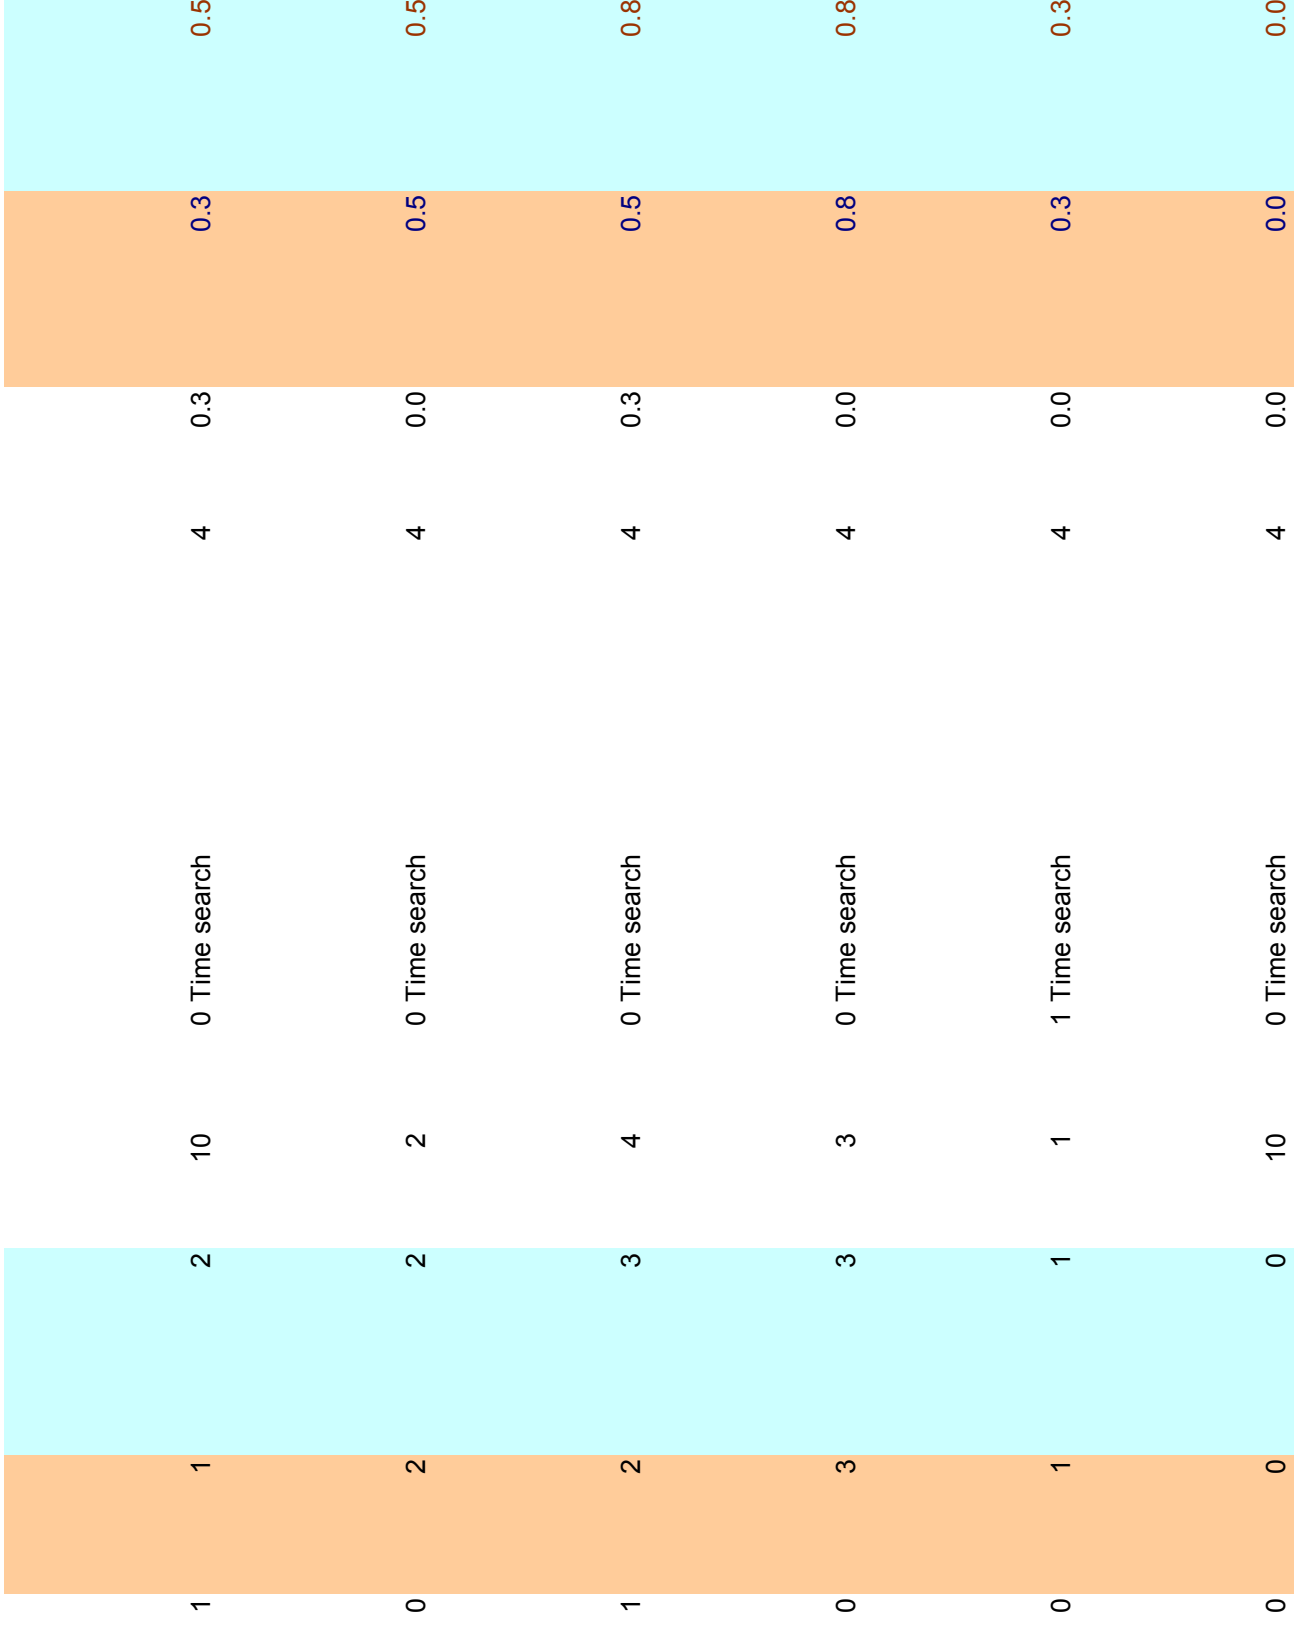 1 1 2 10 0 Time search 4 0.3 0.3 0.5
0 2 2 2 0 Time search 4 0.0 0.5 0.5
1 2 3 4 0 Time search 4 0.3 0.5 0.8
0 3 3 3 0 Time search 4 0.0 0.8 0.8
0 1 1 1 1 Time search 4 0.0 0.3 0.3
0 0 0 10 0 Time search 4 0.0 0.0 0.0